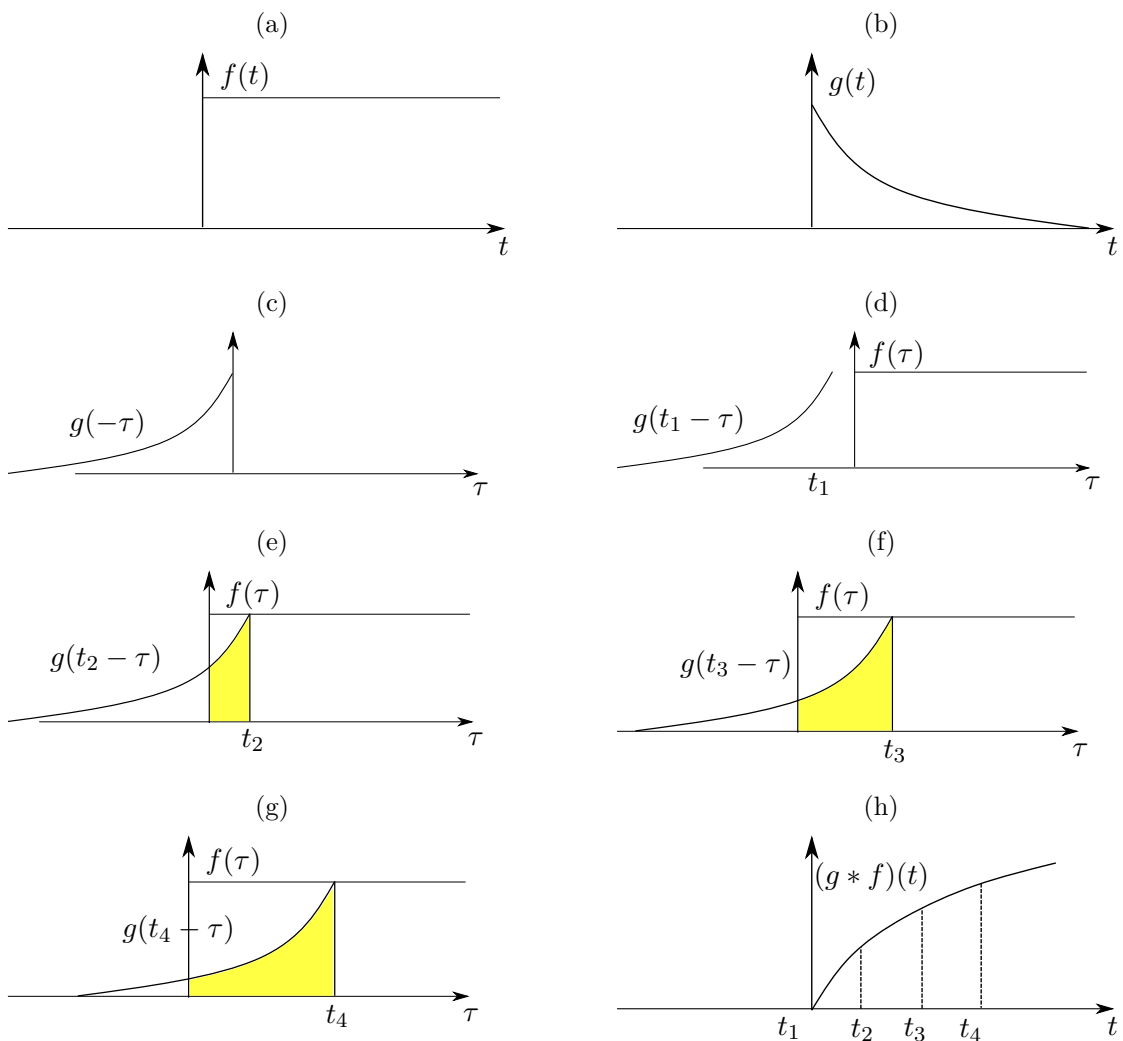 (a)
f(t)
t
(b)
g(t)
t
(c)
g(−τ)
τ
(d)
f(τ)
g(t₁ − τ)
t₁
τ
(e)
f(τ)
g(t₂ − τ)
t₂
τ
(f)
f(τ)
g(t₃ − τ)
t₃
τ
(g)
f(τ)
g(t₄ − τ)
t₄
τ
(h)
(g ∗ f)(t)
t₁ t₂ t₃ t₄ t